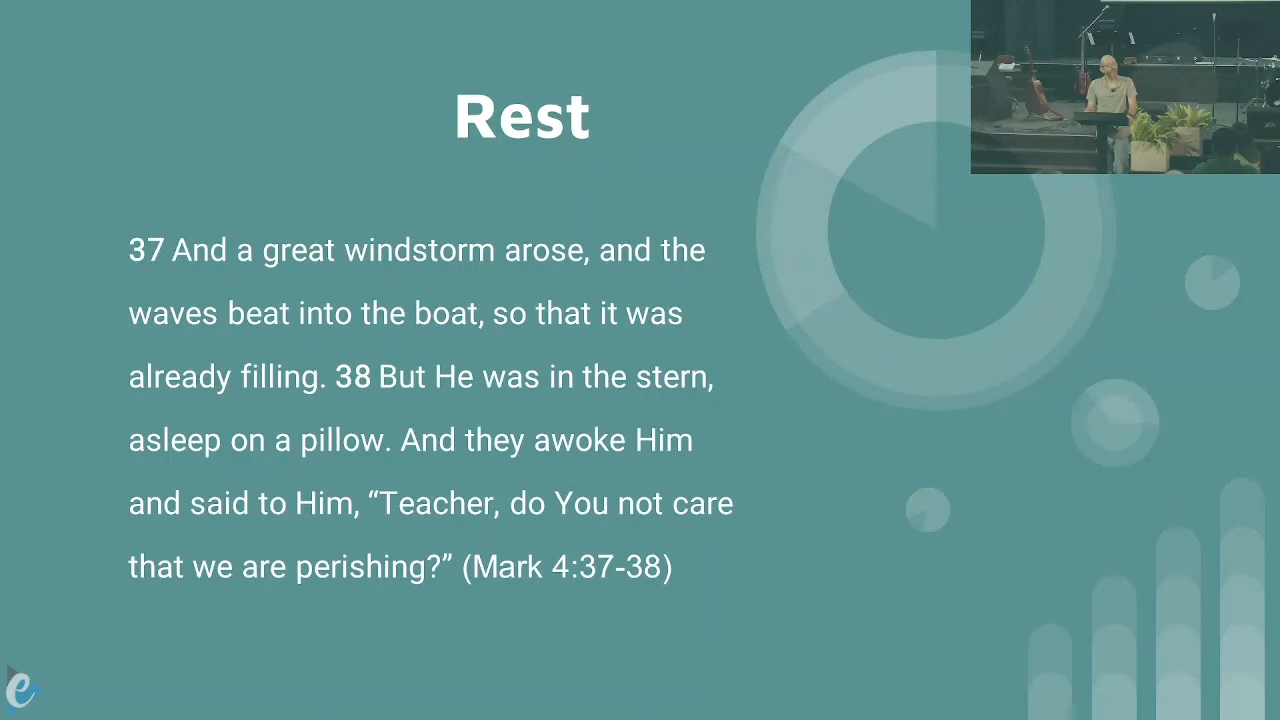 Rest
37 And a great windstorm arose, and the
waves beat into the boat, so that it was
already filling. 38 But He was in the stern,
asleep on a pillow. And they awoke Him
and said to Him, “Teacher, do You not care
that we are perishing?” (Mark 4:37-38)
e